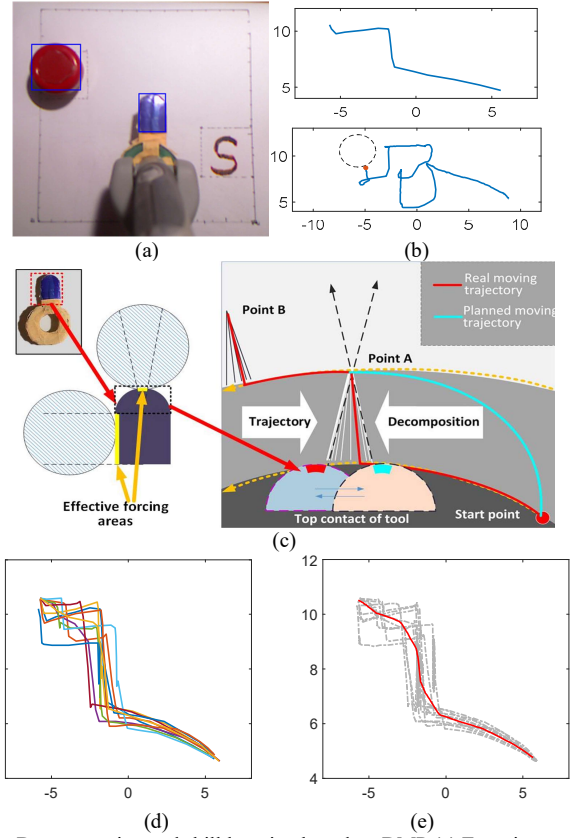 S
10
5
-5
0
5
10
5
-10
-5
0
5
10
(a)
(b)
Point B
Real moving
trajectory
Planned moving
trajectory
Point A
Trajectory
Decomposition
Effective forcing
areas
Top contact of tool
Start point
(c)
12
10
8
6
4
-5
0
5
-5
0
5
(d)
(e)